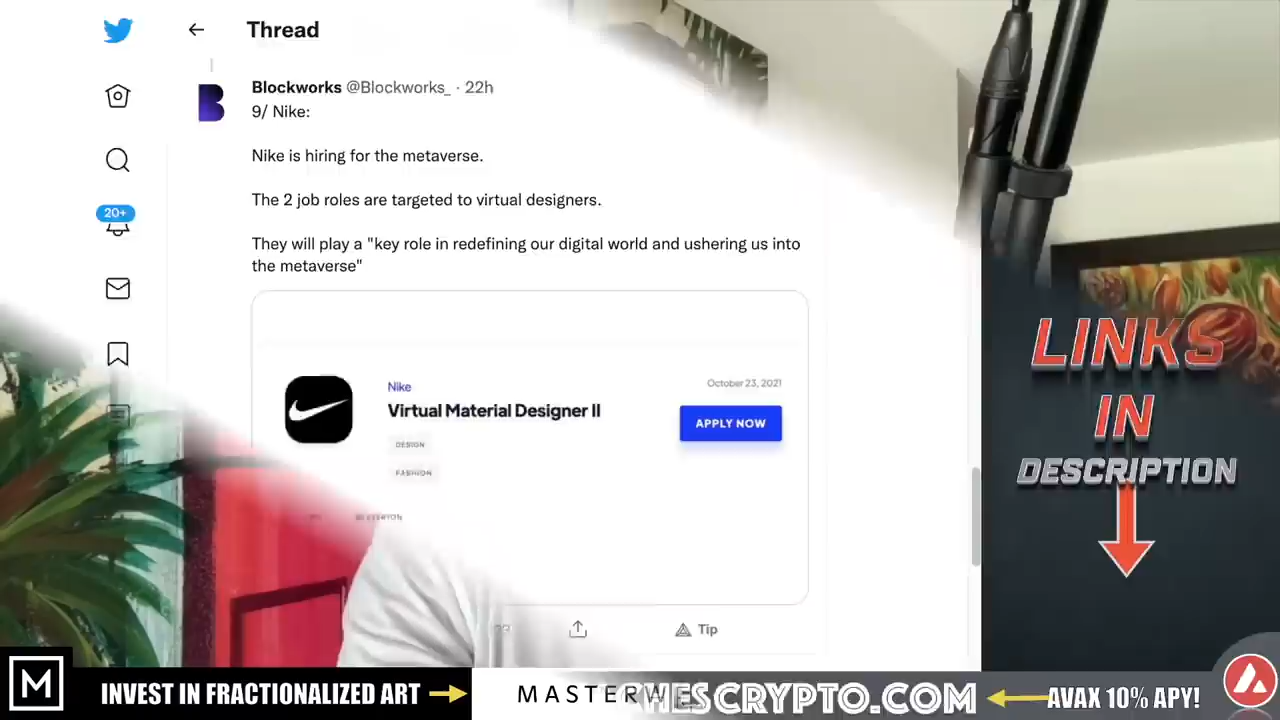 Thread
Blockworks @Blockworks_ · 22h
9/ Nike:
Nike is hiring for the metaverse.
The 2 job roles are targeted to virtual designers.
They will play a "key role in redefining our digital world and ushering us into
the metaverse"
20+
Nike
October 23, 2021
Virtual Material Designer II
APPLY NOW
DESIGN
FASHION
Tip
LINKS
IN
DESCRIPTION
M
INVEST IN FRACTIONALIZED ART
MASTERW
WESCRYPTO.COM
AVAX 10% APY!